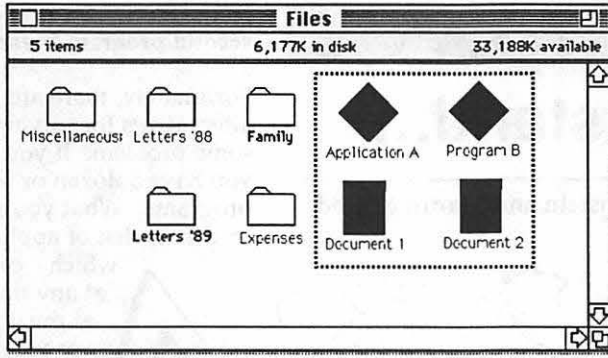 Files
5 items 6,177K in disk 33,188K available
Miscellaneous Letters '88 Family Application A Program B
Letters '89 Expenses Document 1 Document 2